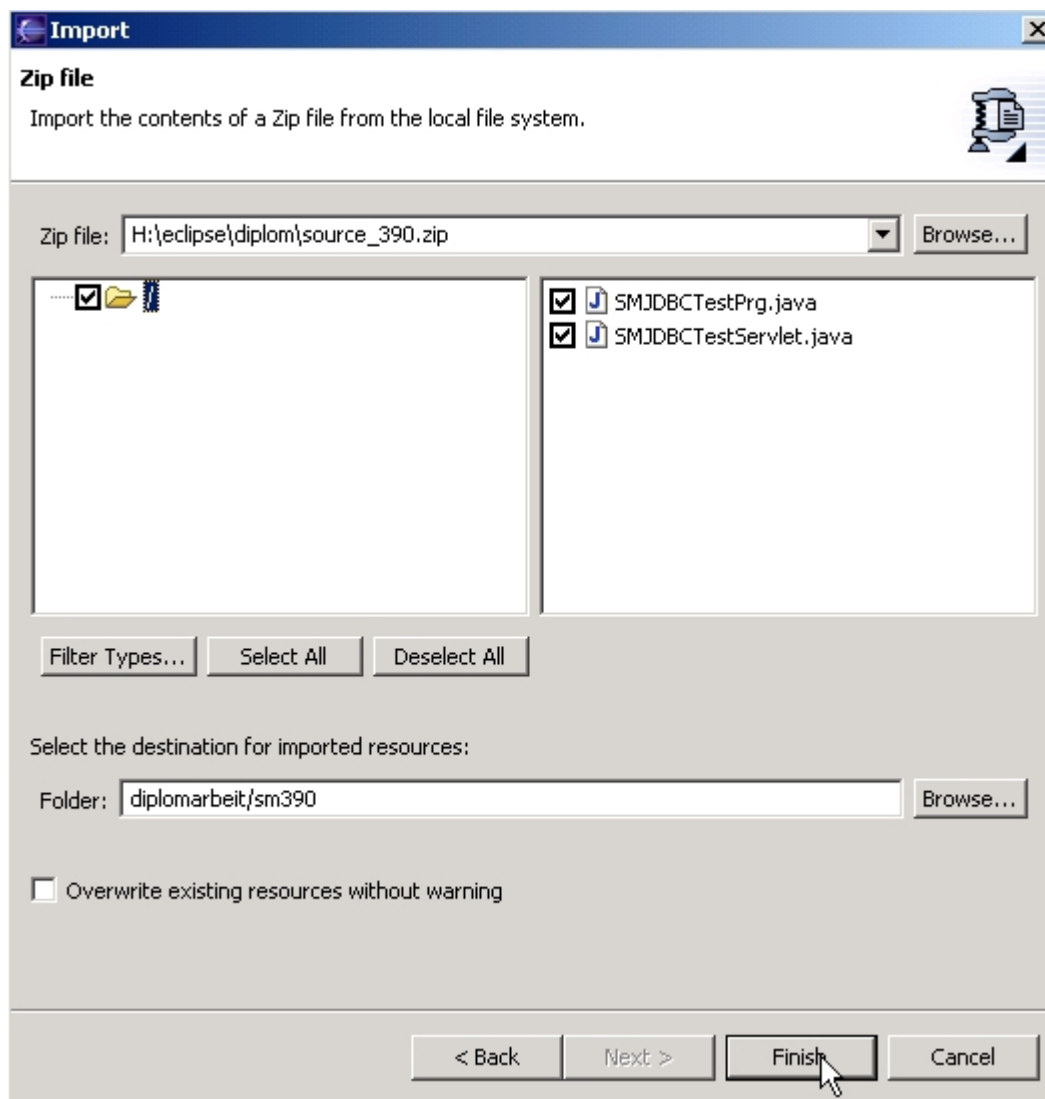 Import
Zip file
Import the contents of a Zip file from the local file system.
Zip file: H:\eclipse\diplom\source_390.zip Browse...
/
SMJDBCTestPrg.java
SMJDBCTestServlet.java
Filter Types... Select All Deselect All
Select the destination for imported resources:
Folder: diplomarbeit/sm390 Browse...
Overwrite existing resources without warning
< Back Next > Finish Cancel